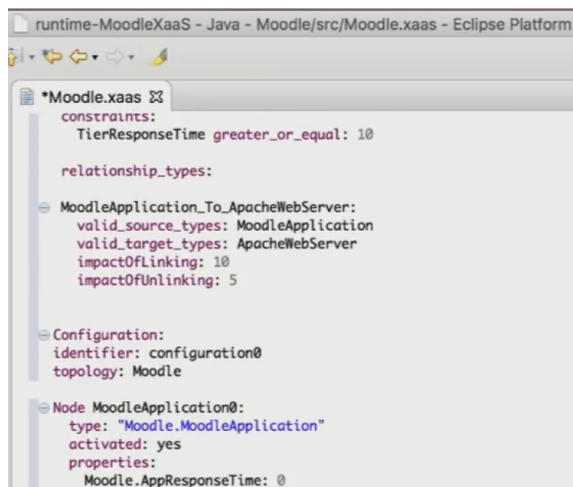 runtime-MoodleXaaS - Java - Moodle/src/Moodle.xaas - Eclipse Platform
*Moodle.xaas
constraints:
TierResponseTime greater_or_equal: 10
relationship_types:
MoodleApplication_To_ApacheWebServer:
valid_source_types: MoodleApplication
valid_target_types: ApacheWebServer
impactOfLinking: 10
impactOfUnlinking: 5
Configuration:
identifier: configuration0
topology: Moodle
Node MoodleApplication0:
type: "Moodle.MoodleApplication"
activated: yes
properties:
Moodle.AppResponseTime: 0